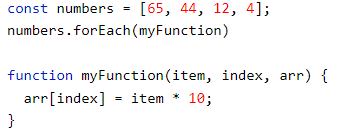 const numbers = [65, 44, 12, 4];
numbers.forEach(myFunction)

function myFunction(item, index, arr) {
  arr[index] = item * 10;
}